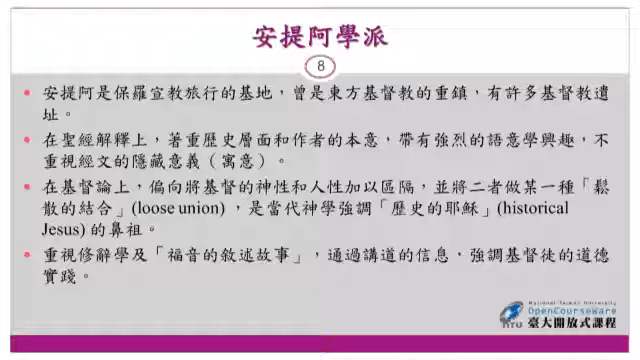 安提阿學派
8
• 安提阿是保羅宣教旅行的基地，曾是東方基督教的重鎮，有許多基督教遺
址。
• 在聖經解釋上，著重歷史層面和作者的本意，帶有強烈的語意學興趣，不
重視經文的隱藏意義（寓意）。
• 在基督論上，偏向將基督的神性和人性加以區隔，並將二者做某一種「鬆
散的結合」(loose union) ，是當代神學強調「歷史的耶穌」(historical
Jesus) 的鼻祖。
• 重視修辭學及「福音的敘述故事」，通過講道的信息，強調基督徒的道德
實踐。
National Taiwan University
OpenCourseWare
NTU 臺大開放式課程